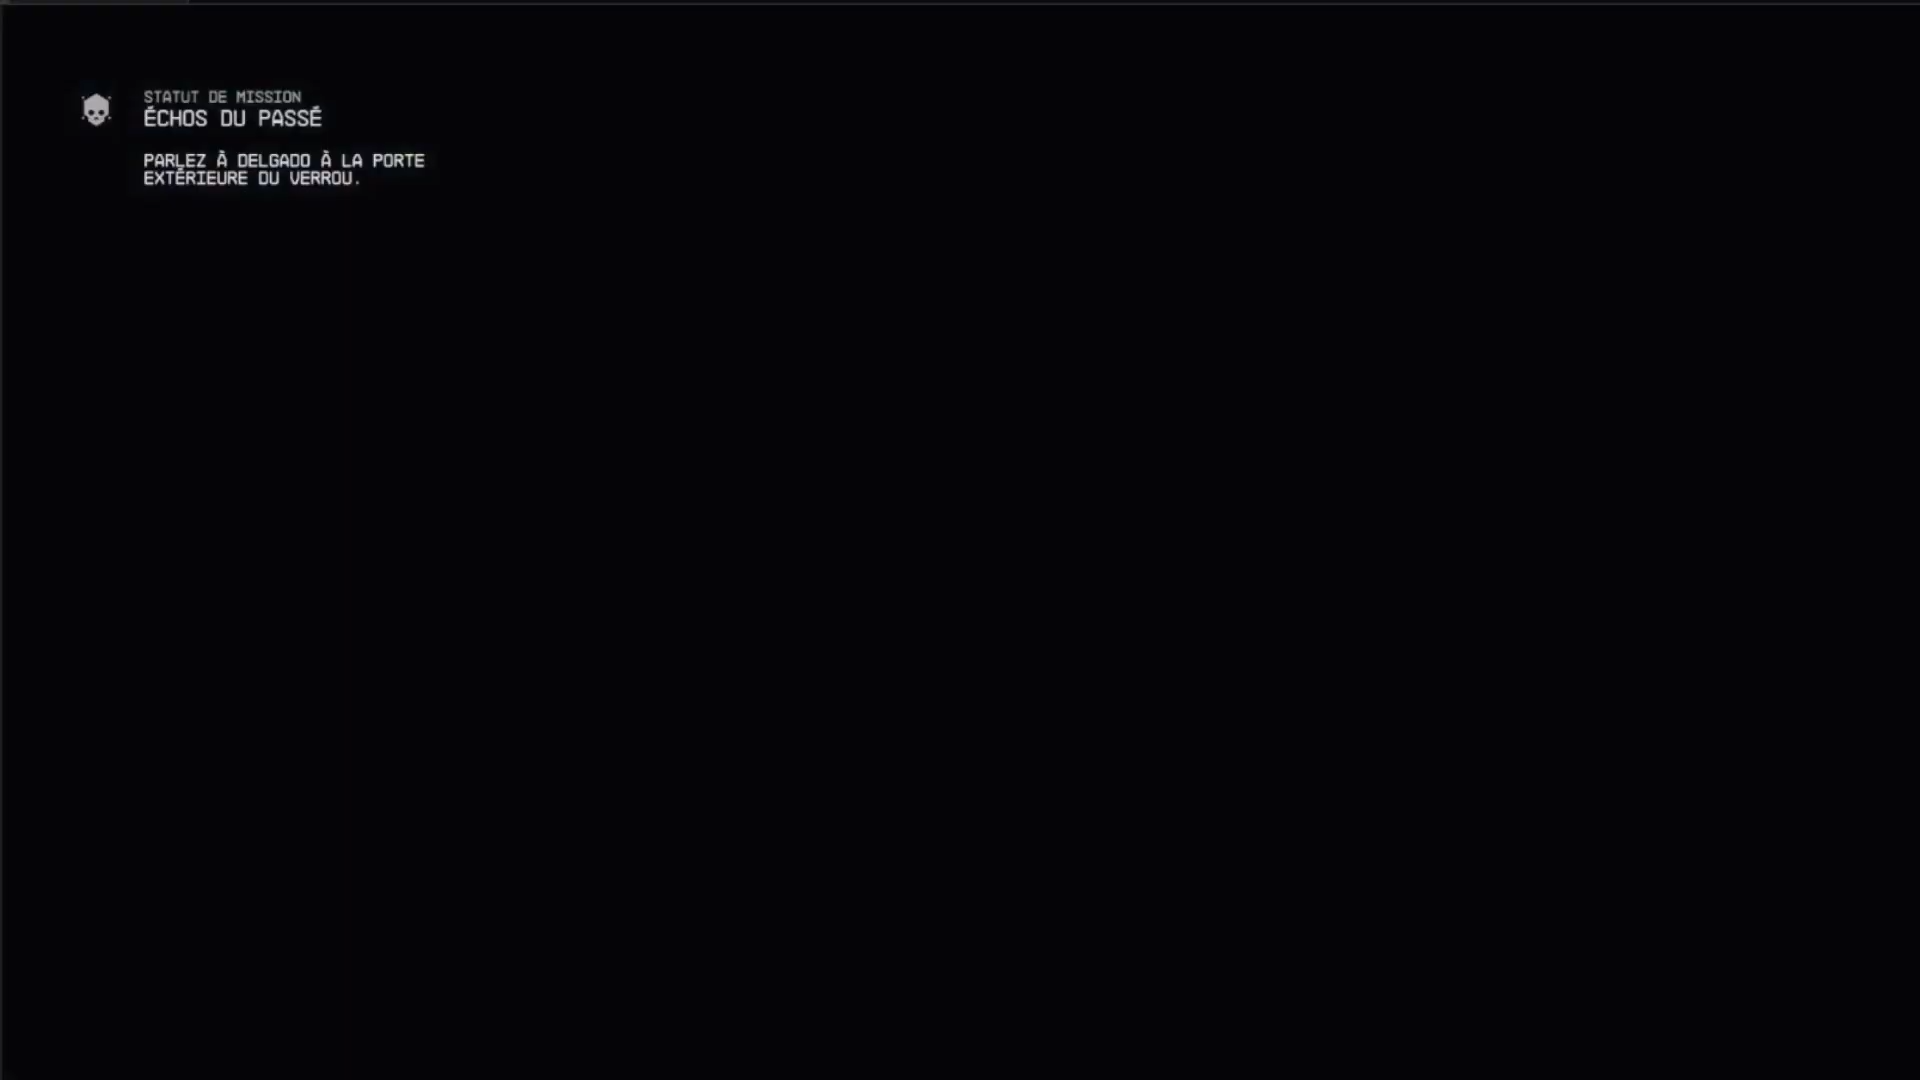 STATUT DE MISSION
ÉCHOS DU PASSÉ
PARLEZ À DELGADO À LA PORTE
EXTÉRIEURE DU VERROU.